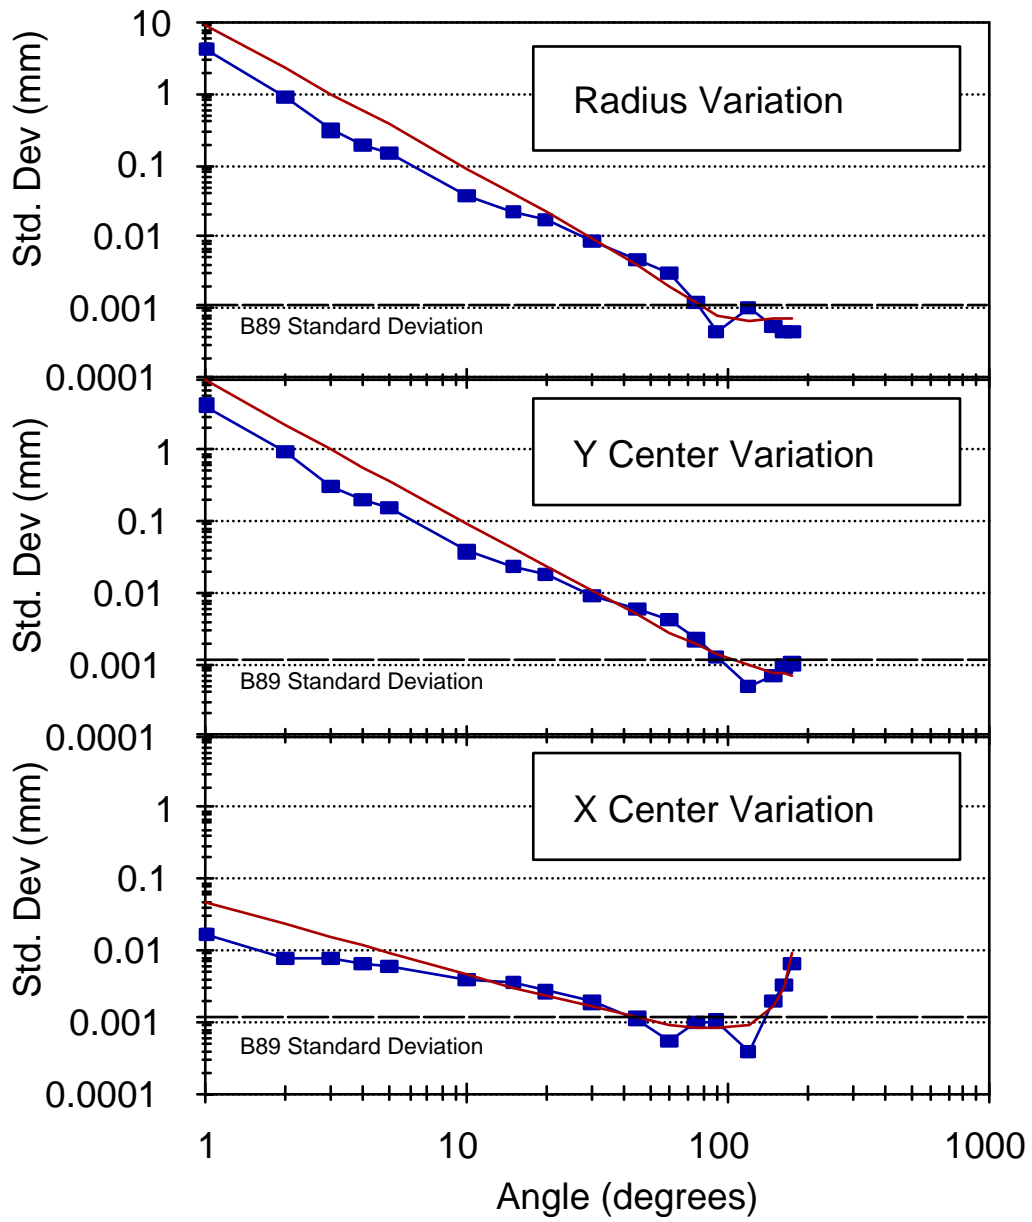 10
1
0.1
0.01
0.001
0.0001
Std. Dev (mm)
Radius Variation
B89 Standard Deviation
1
0.1
0.01
0.001
0.0001
Std. Dev (mm)
Y Center Variation
B89 Standard Deviation
1
0.1
0.01
0.001
0.0001
Std. Dev (mm)
X Center Variation
B89 Standard Deviation
1 10 100 1000
Angle (degrees)